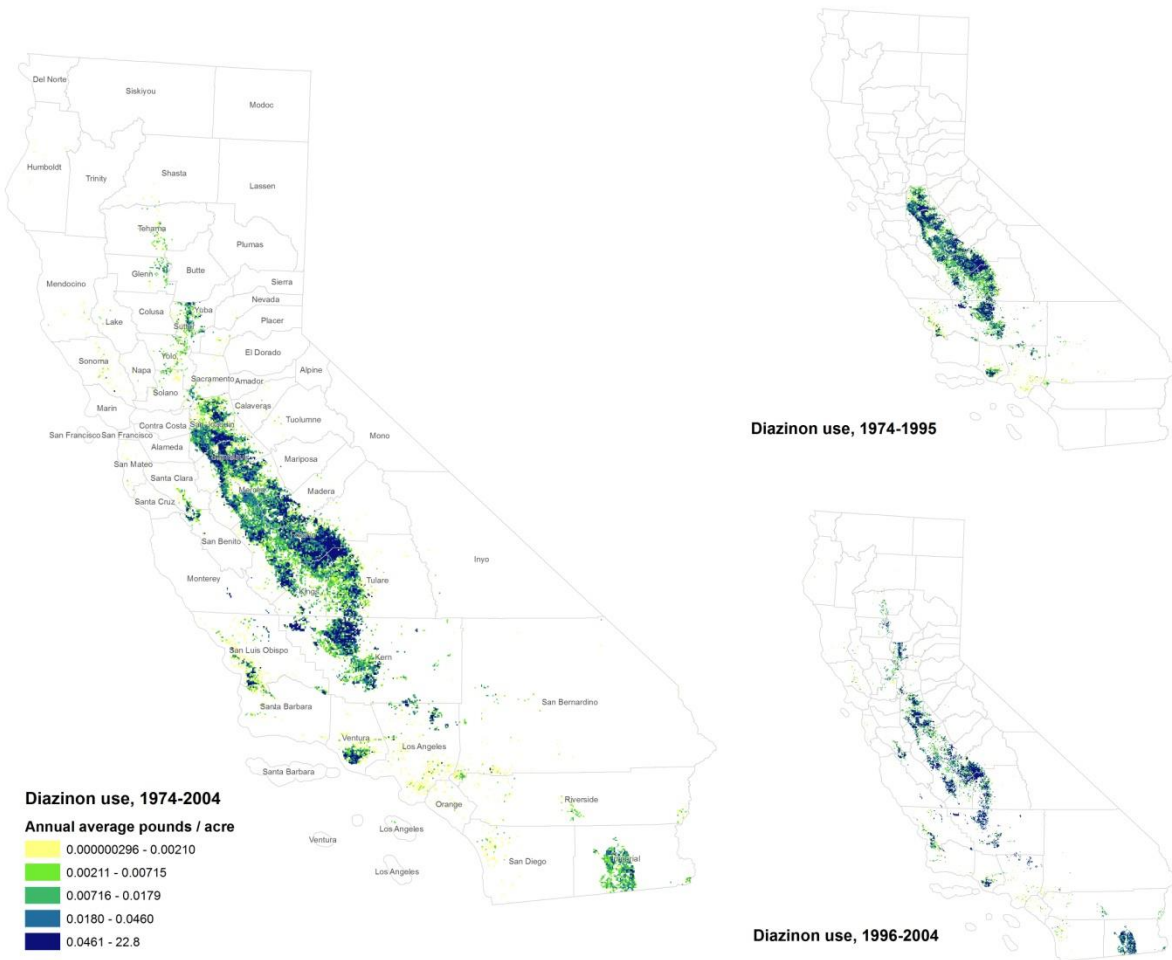 Del Norte
Siskiyou
Modoc
Humboldt
Trinity
Shasta
Lassen
Tehama
Plumas
Glenn
Butte
Sierra
Mendocino
Nevada
Colusa
Yuba
Lake
Placer
Sutter
Sonoma
Yolo
El Dorado
Napa
Alpine
Sacramento
Amador
Solano
Marin
Calaveras
Contra Costa
San Joaquin
Tuolumne
San Francisco
San Francisco
Mono
Alameda
San Mateo
Mariposa
Santa Clara
Merced
Madera
Santa Cruz
San Benito
Inyo
Monterey
Tulare
Kings
San Luis Obispo
Kern
Santa Barbara
San Bernardino
Ventura
Los Angeles
Santa Barbara
Orange
Riverside
Ventura
Los Angeles
San Diego
Imperial
Los Angeles
Diazinon use, 1974-2004
Annual average pounds / acre
0.000000296 - 0.00210
0.00211 - 0.00715
0.00716 - 0.0179
0.0180 - 0.0460
0.0461 - 22.8
Diazinon use, 1974-1995
Diazinon use, 1996-2004